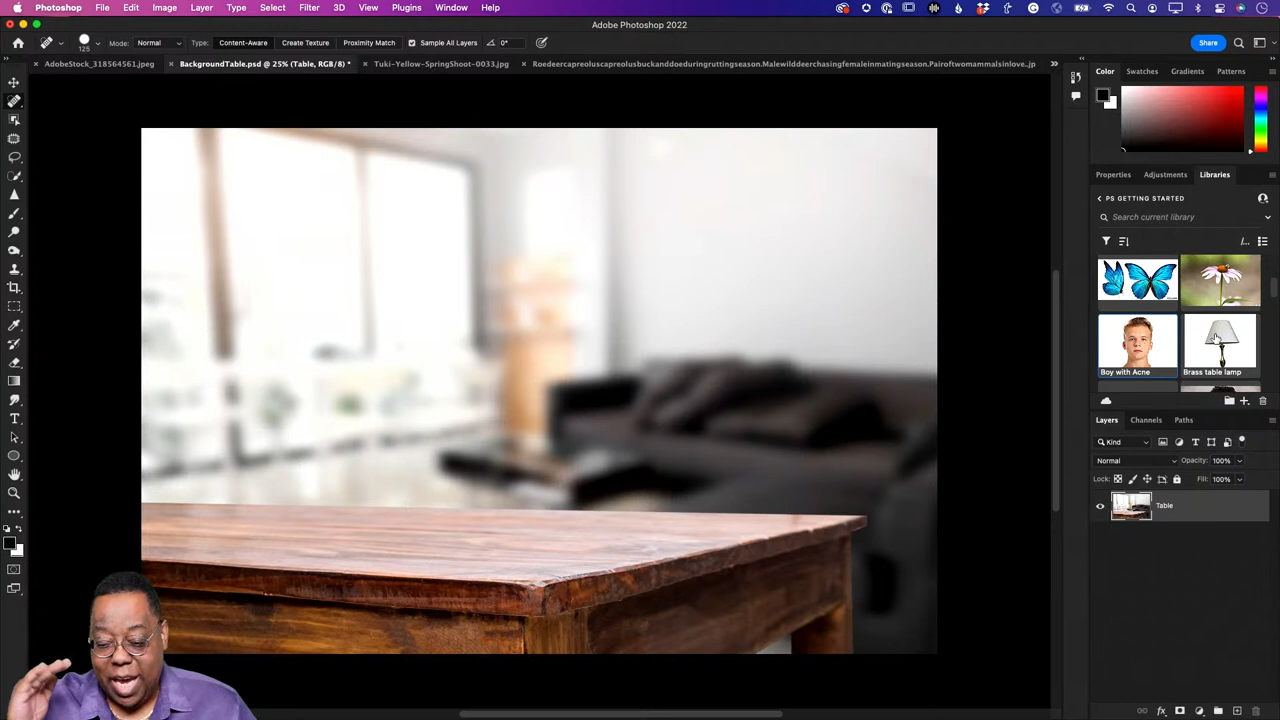 Photoshop File Edit Image Layer Type Select Filter 3D View Plugins Window Help
Adobe Photoshop 2022
125 Mode: Normal Type: Content-Aware Create Texture Proximity Match Sample All Layers 0° Share
AdobeStock_318564561.jpeg BackgroundTable.psd @ 25% (Table, RGB/8) * Tuki-Yellow-SpringShoot-0033.jpg Roedeercapreoluscapreolusbuckanddoeduringruttingseason.Malewilddeerchasingfemaleinmatingseason.Pairoftwomammalsinlove..jp
Color Swatches Gradients Patterns
Properties Adjustments Libraries
PS GETTING STARTED
Search current library
Boy with Acne Brass table lamp
Layers Channels Paths
Kind
Normal Opacity: 100%
Lock: Fill: 100%
Table